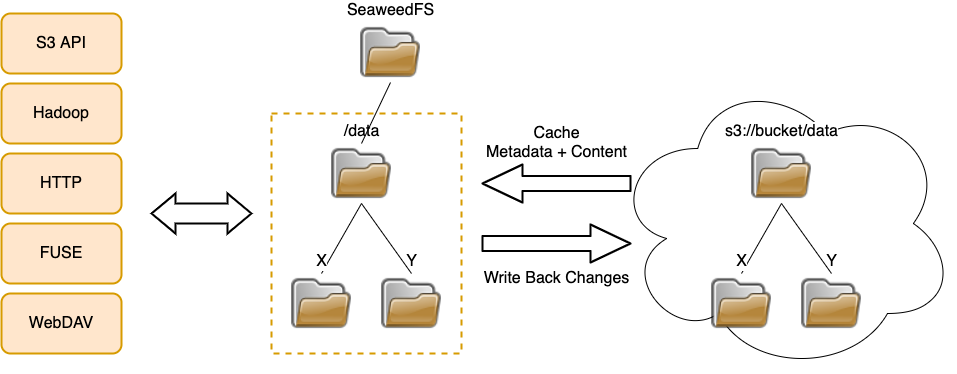 S3 API
Hadoop
HTTP
FUSE
WebDAV
SeaweedFS
/data
X
Y
Cache
Metadata + Content
Write Back Changes
s3://bucket/data
X
Y